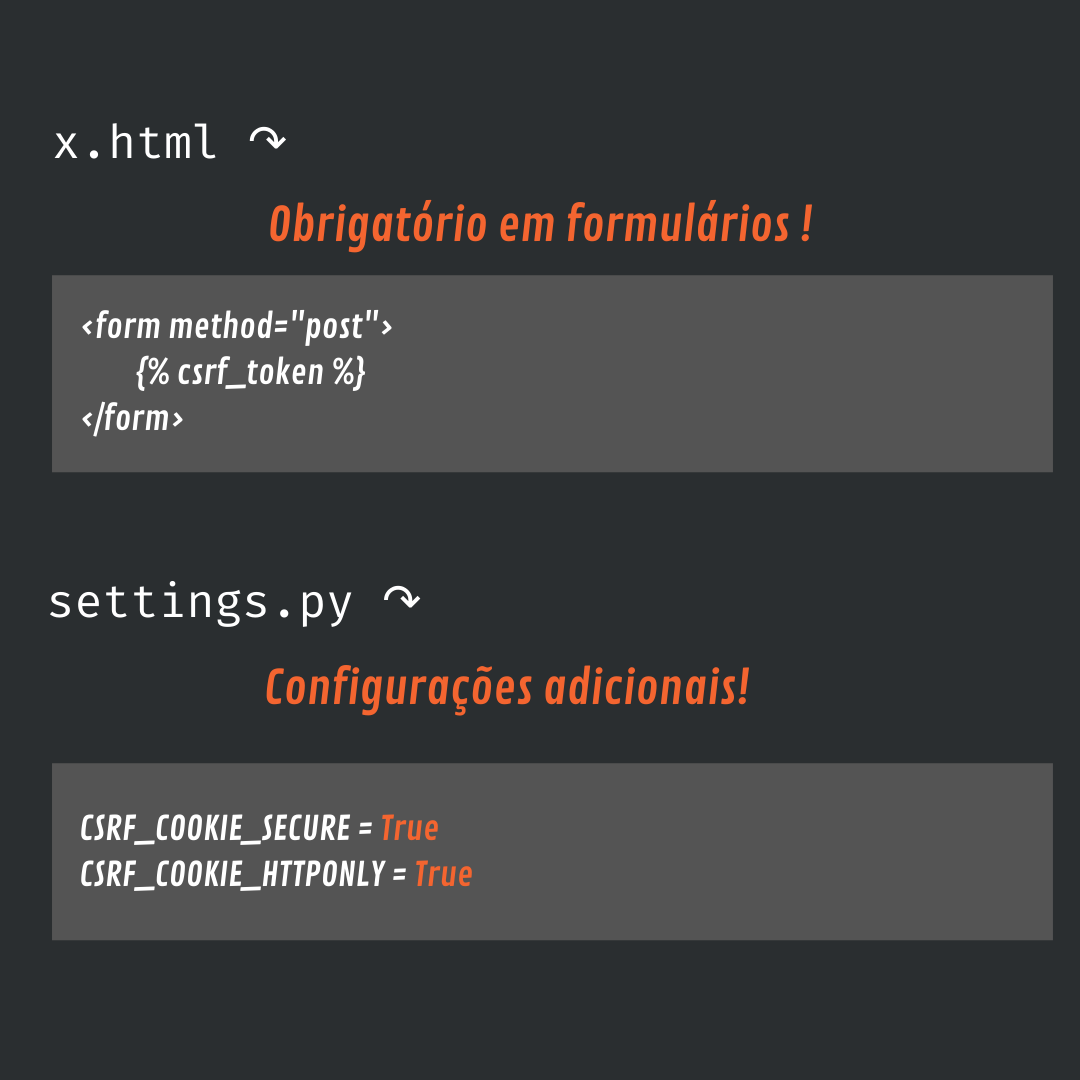 x.html ↷
Obrigatório em formulários !
<form method="post">
{% csrf_token %}
</form>
settings.py ↷
Configurações adicionais!
CSRF_COOKIE_SECURE = True
CSRF_COOKIE_HTTPONLY = True